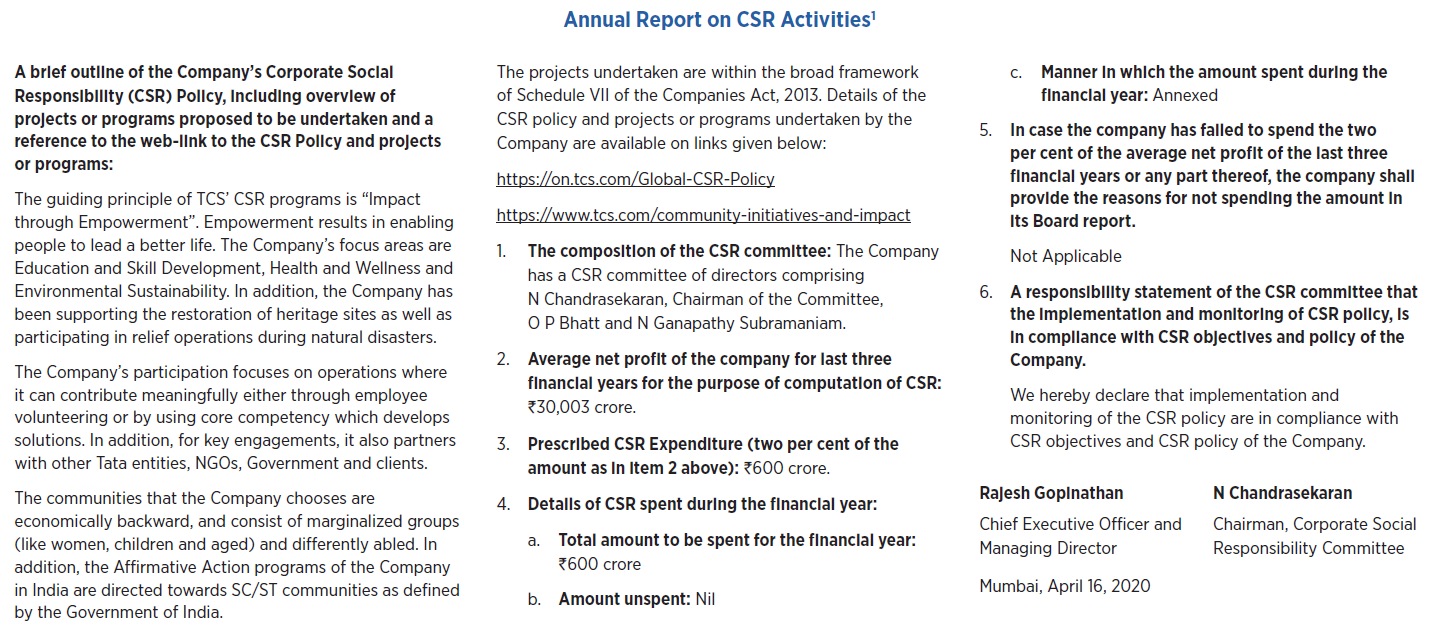 Annual Report on CSR Activities¹
A brief outline of the Company's Corporate Social
Responsibility (CSR) Policy, including overview of
projects or programs proposed to be undertaken and a
reference to the web-link to the CSR Policy and projects
or programs:
The guiding principle of TCS' CSR programs is “Impact
through Empowerment”. Empowerment results in enabling
people to lead a better life. The Company's focus areas are
Education and Skill Development, Health and Wellness and
Environmental Sustainability. In addition, the Company has
been supporting the restoration of heritage sites as well as
participating in relief operations during natural disasters.
The Company's participation focuses on operations where
it can contribute meaningfully either through employee
volunteering or by using core competency which develops
solutions. In addition, for key engagements, it also partners
with other Tata entities, NGOs, Government and clients.
The communities that the Company chooses are
economically backward, and consist of marginalized groups
(like women, children and aged) and differently abled. In
addition, the Affirmative Action programs of the Company
in India are directed towards SC/ST communities as defined
by the Government of India.
The projects undertaken are within the broad framework
of Schedule VII of the Companies Act, 2013. Details of the
CSR policy and projects or programs undertaken by the
Company are available on links given below:
https://on.tcs.com/Global-CSR-Policy
https://www.tcs.com/community-initiatives-and-impact
1. The composition of the CSR committee: The Company
has a CSR committee of directors comprising
N Chandrasekaran, Chairman of the Committee,
O P Bhatt and N Ganapathy Subramaniam.
2. Average net profit of the company for last three
financial years for the purpose of computation of CSR:
₹30,003 crore.
3. Prescribed CSR Expenditure (two per cent of the
amount as in item 2 above): ₹600 crore.
4. Details of CSR spent during the financial year:
a. Total amount to be spent for the financial year:
₹600 crore
b. Amount unspent: Nil
c. Manner in which the amount spent during the
financial year: Annexed
5. In case the company has failed to spend the two
per cent of the average net profit of the last three
financial years or any part thereof, the company shall
provide the reasons for not spending the amount in
its Board report.
Not Applicable
6. A responsibility statement of the CSR committee that
the implementation and monitoring of CSR policy, is
in compliance with CSR objectives and policy of the
Company.
We hereby declare that implementation and
monitoring of the CSR policy are in compliance with
CSR objectives and CSR policy of the Company.
Rajesh Gopinathan
Chief Executive Officer and
Managing Director
N Chandrasekaran
Chairman, Corporate Social
Responsibility Committee
Mumbai, April 16, 2020